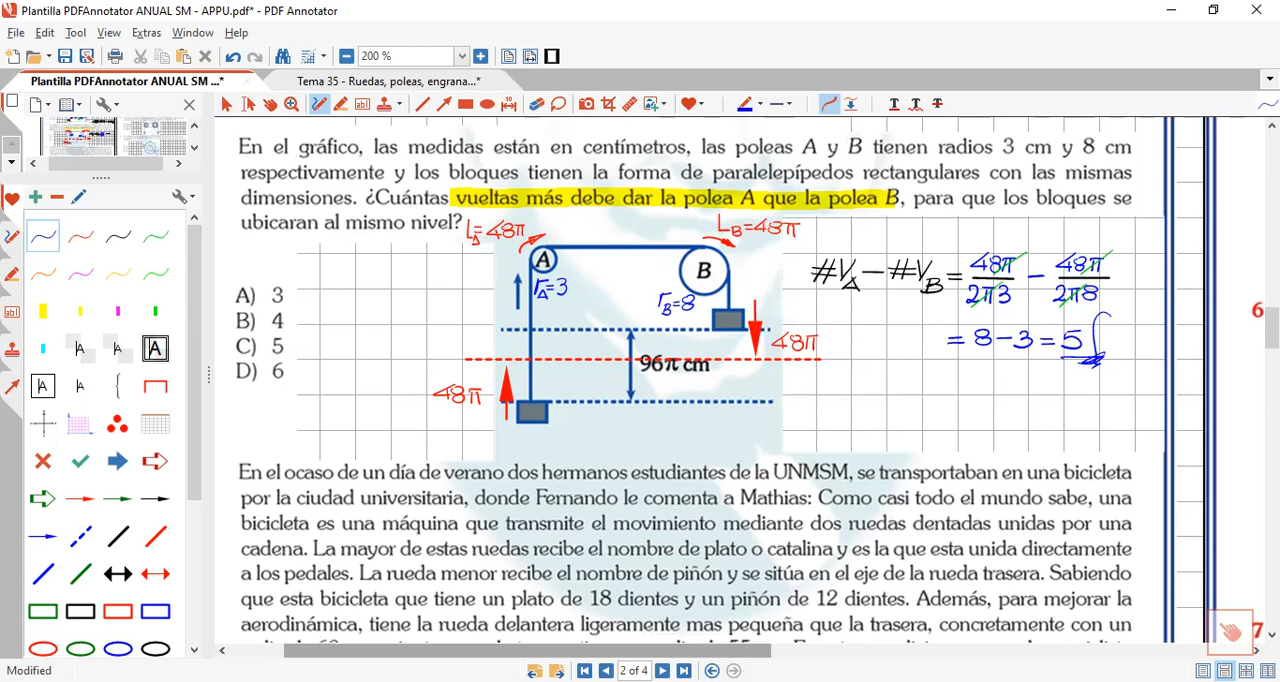 Plantilla PDFAnnotator ANUAL SM - APPU.pdf* - PDF Annotator
File Edit Tool View Extras Window Help
200 %
Plantilla PDFAnnotator ANUAL SM ...*
Tema 35 - Ruedas, poleas, engrana...*
En el gráfico, las medidas están en centímetros, las poleas A y B tienen radios 3 cm y 8 cm
respectivamente y los bloques tienen la forma de paralelepípedos rectangulares con las mismas
dimensiones. ¿Cuántas vueltas más debe dar la polea A que la polea B, para que los bloques se
ubicaran al mismo nivel?
L_A=48π
L_B=48π
A
B
r_A=3
r_B=8
A) 3
B) 4
C) 5
D) 6
#V_A - #V_B = 48π/2π3 - 48π/2π8
= 8-3 = 5
48π
96π cm
48π
6
En el ocaso de un día de verano dos hermanos estudiantes de la UNMSM, se transportaban en una bicicleta
por la ciudad universitaria, donde Fernando le comenta a Mathias: Como casi todo el mundo sabe, una
bicicleta es una máquina que transmite el movimiento mediante dos ruedas dentadas unidas por una
cadena. La mayor de estas ruedas recibe el nombre de plato o catalina y es la que esta unida directamente
a los pedales. La rueda menor recibe el nombre de piñón y se sitúa en el eje de la rueda trasera. Sabiendo
que esta bicicleta que tiene un plato de 18 dientes y un piñón de 12 dientes. Además, para mejorar la
aerodinámica, tiene la rueda delantera ligeramente mas pequeña que la trasera, concretamente con un
7
Modified
2 of 4